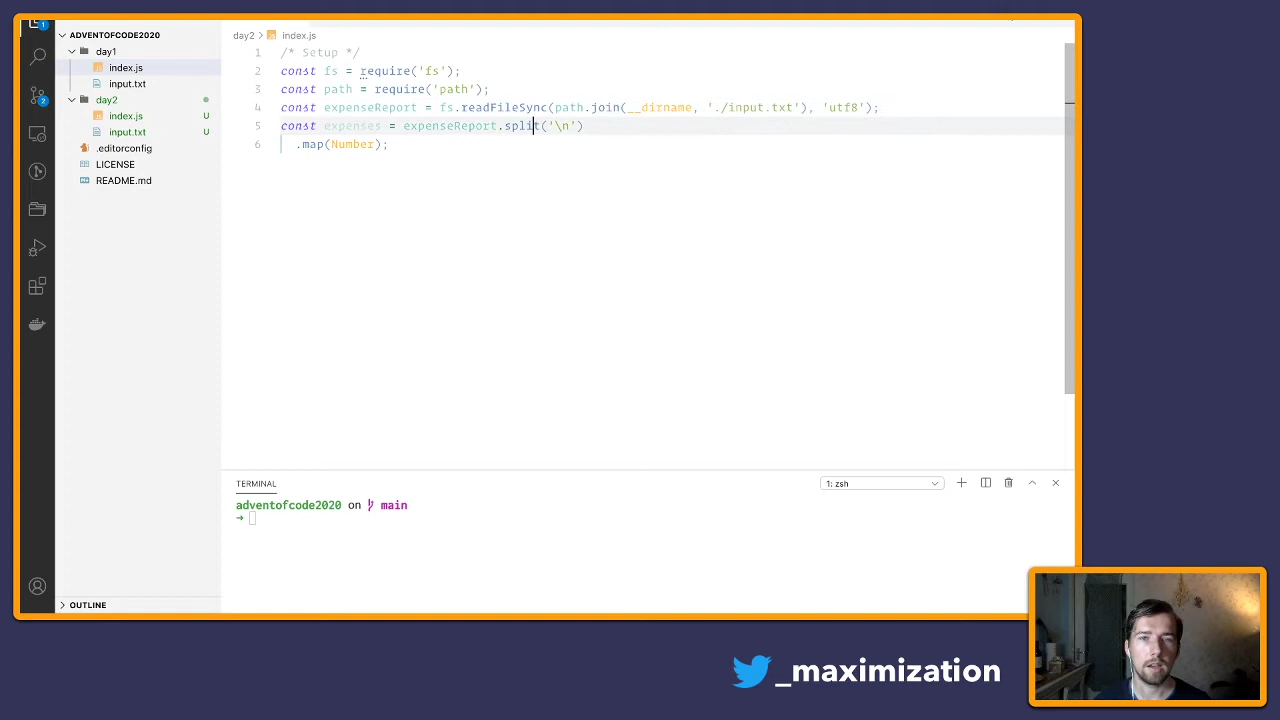 1
ADVENTOFCODE2020
day1
index.js
input.txt
day2
index.js U
input.txt U
.editorconfig
LICENSE
README.md
OUTLINE
day2 > index.js
1 /* Setup */
2 const fs = require('fs');
3 const path = require('path');
4 const expenseReport = fs.readFileSync(path.join(__dirname, './input.txt'), 'utf8');
5 const expenses = expenseReport.split('\n')
6 .map(Number);
2
TERMINAL
1: zsh
adventofcode2020 on main
→
_maximization